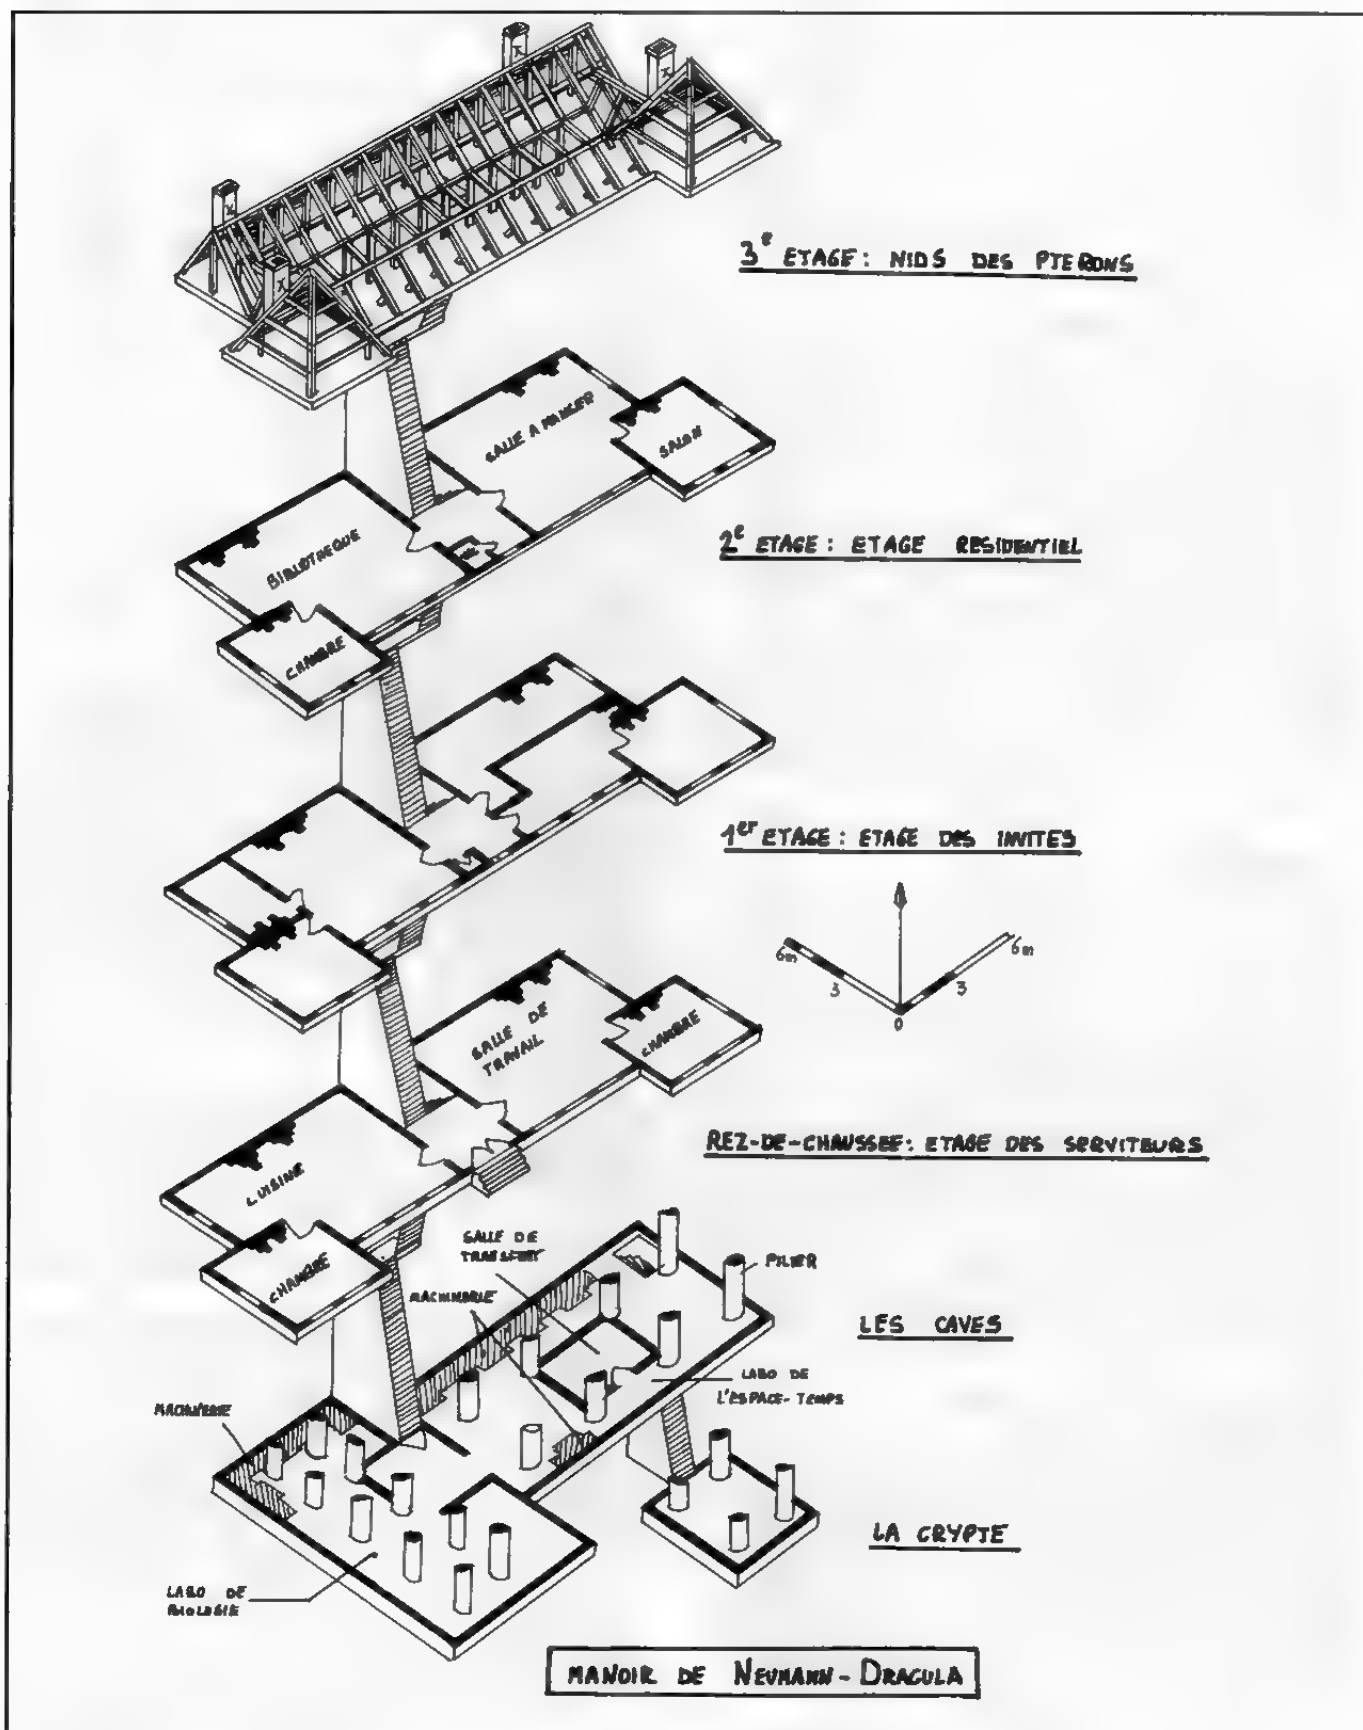 3e ETAGE : NIDS DES PTERONS
SALLE A MANGER
SALON
BIBLIOTHEQUE
2e ETAGE : ETAGE RESIDENTIEL
CHAMBRE
1er ETAGE : ETAGE DES INVITES
6m
6m
3
3
0
SALLE DE
TRAVAIL
CHAMBRE
REZ-DE-CHAUSSEE : ETAGE DES SERVITEURS
CUISINE
CHAMBRE
SALLE DE
TRANSFERT
PILIER
MACHINERIE
LES CAVES
LABO DE
L'ESPACE-TEMPS
MACHINERIE
LA CRYPTE
LABO DE
BIOLOGIE
MANOIR DE NEUMANN-DRACULA